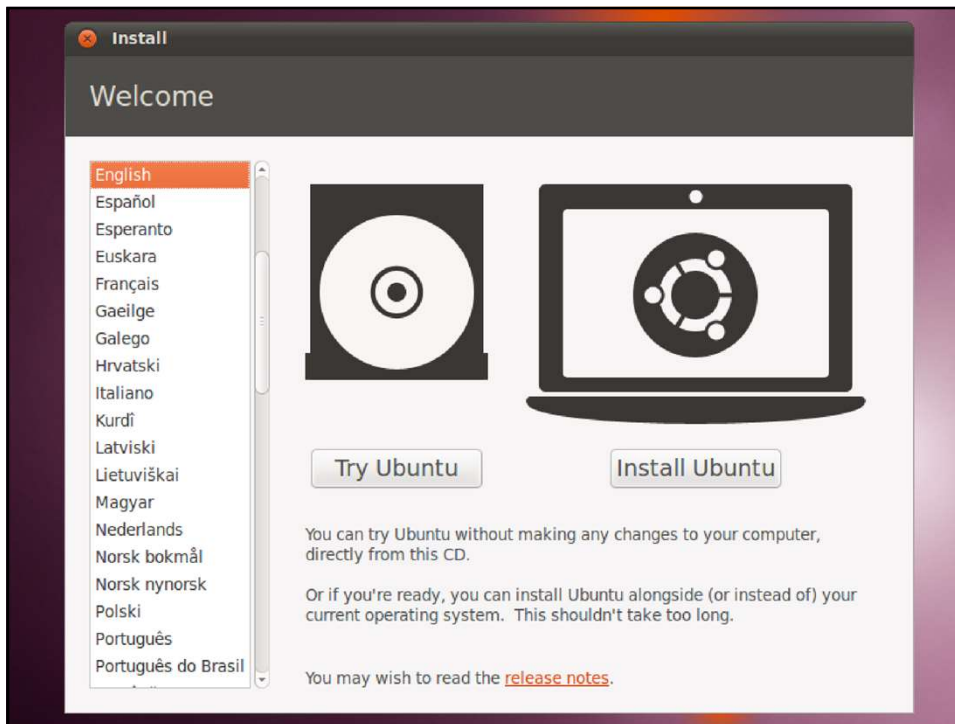 Install
Welcome
English
Español
Esperanto
Euskara
Français
Gaeilge
Galego
Hrvatski
Italiano
Kurdî
Latviski
Lietuviškai
Magyar
Nederlands
Norsk bokmål
Norsk nynorsk
Polski
Português
Português do Brasil
Try Ubuntu
Install Ubuntu
You can try Ubuntu without making any changes to your computer,
directly from this CD.
Or if you're ready, you can install Ubuntu alongside (or instead of) your
current operating system. This shouldn't take too long.
You may wish to read the release notes.